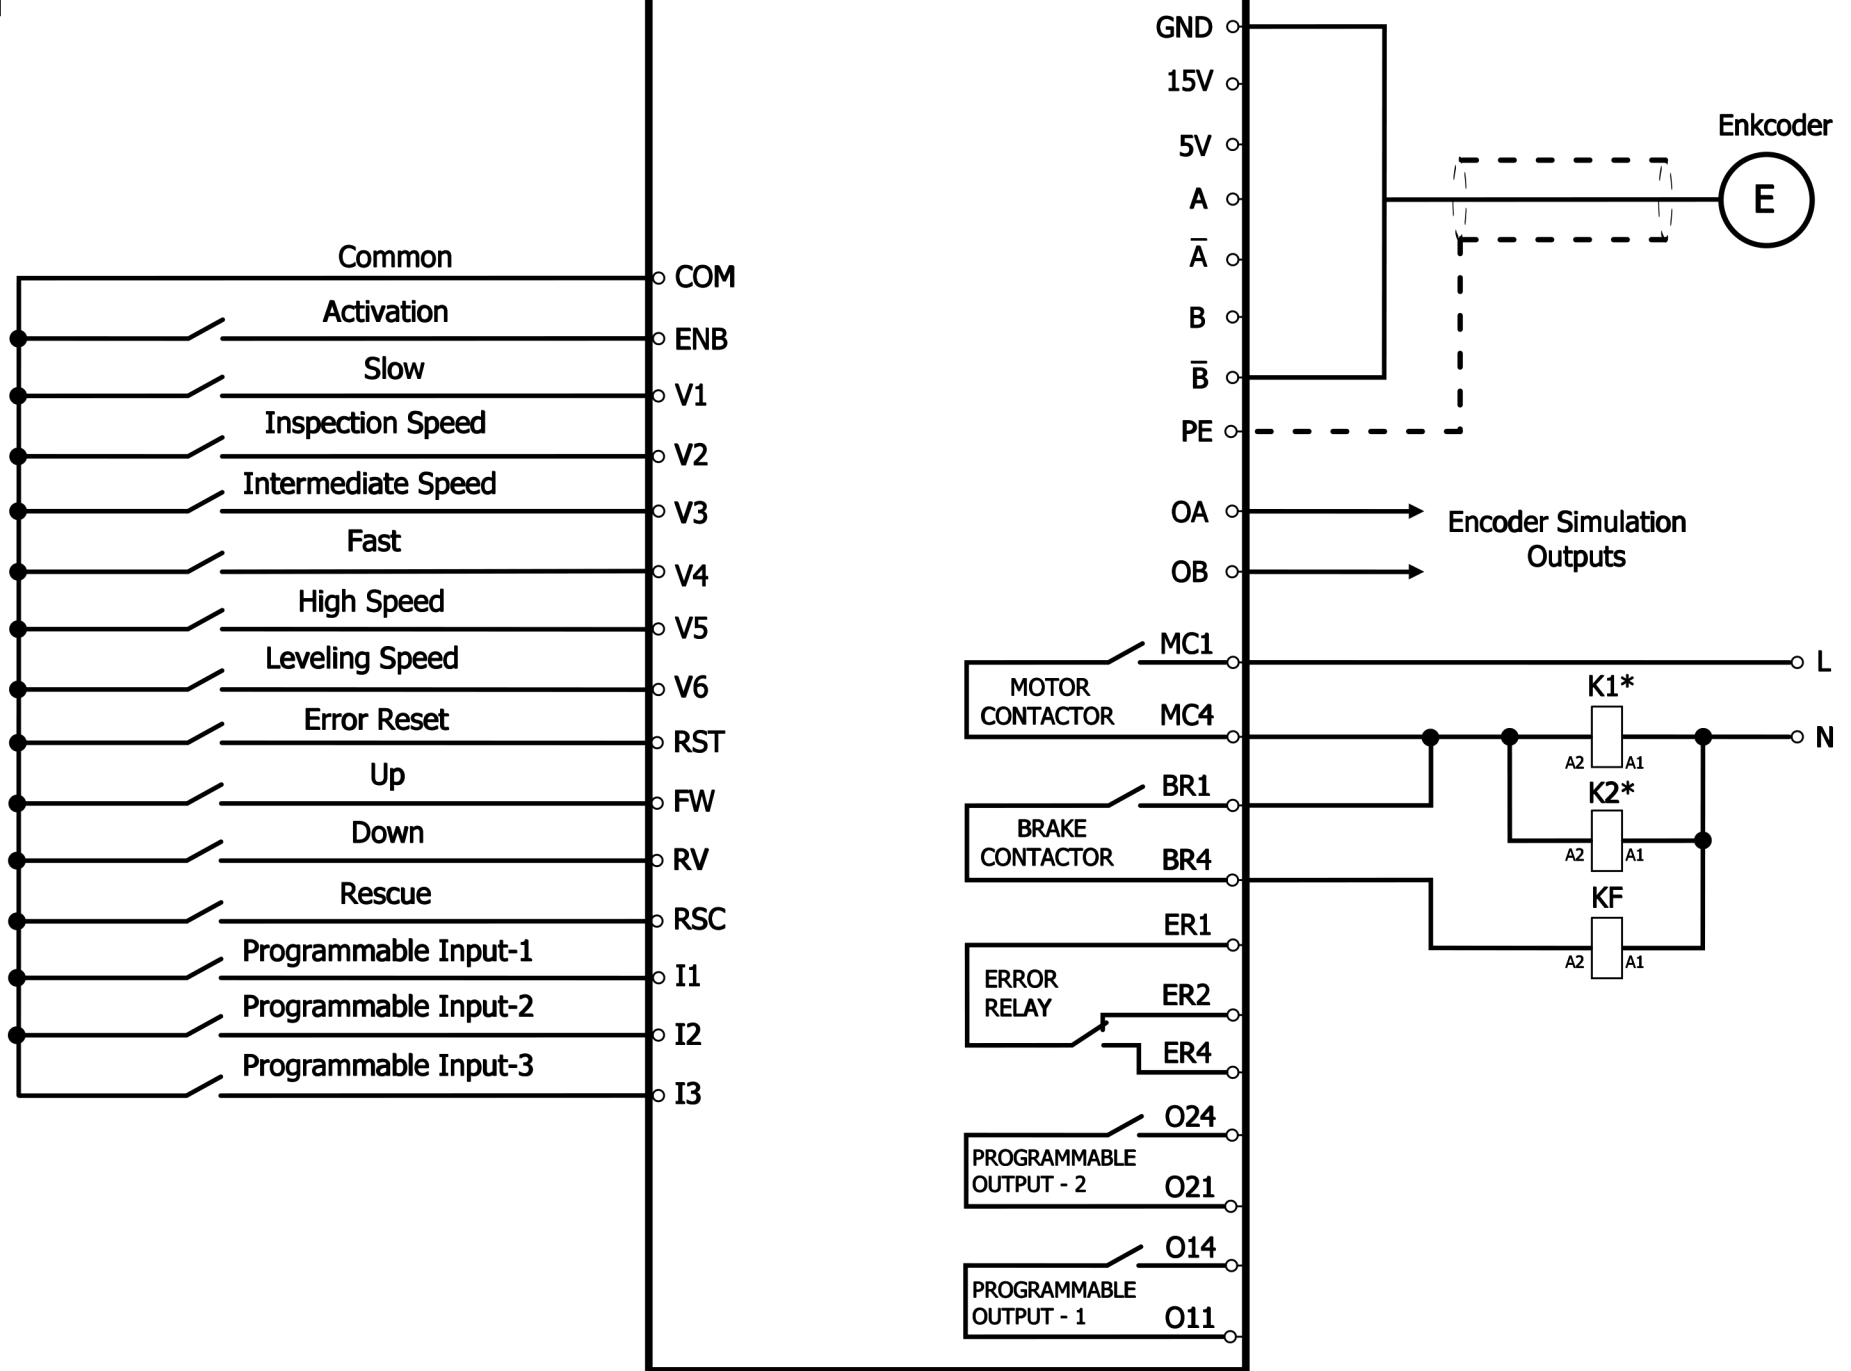 Common
COM
Activation
ENB
Slow
V1
Inspection Speed
V2
Intermediate Speed
V3
Fast
V4
High Speed
V5
Leveling Speed
V6
Error Reset
RST
Up
FW
Down
RV
Rescue
RSC
Programmable Input-1
I1
Programmable Input-2
I2
Programmable Input-3
I3
GND
15V
5V
A
A̅
B
B̅
PE
Enkcoder
E
OA
OB
Encoder Simulation
Outputs
MC1
MOTOR
CONTACTOR
MC4
L
K1*
N
A2
A1
BR1
BRAKE
CONTACTOR
BR4
K2*
A2
A1
KF
A2
A1
ER1
ERROR
RELAY
ER2
ER4
O24
PROGRAMMABLE
OUTPUT - 2
O21
O14
PROGRAMMABLE
OUTPUT - 1
O11